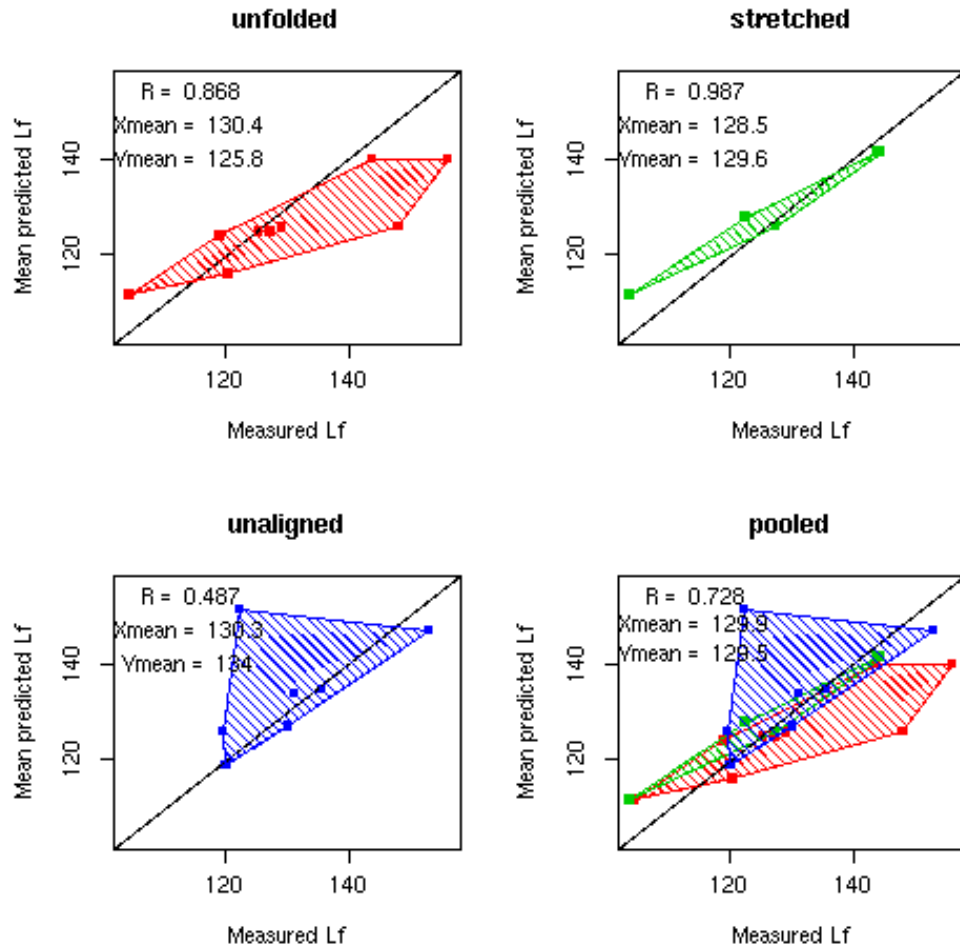 unfolded
R = 0.868
Xmean = 130.4
Ymean = 125.8
Mean predicted Lf
140
120
120 140
Measured Lf
stretched
R = 0.987
Xmean = 128.5
Ymean = 129.6
Mean predicted Lf
140
120
120 140
Measured Lf
unaligned
R = 0.487
Xmean = 130.3
Ymean = 134
Mean predicted Lf
140
120
120 140
Measured Lf
pooled
R = 0.728
Xmean = 129.9
Ymean = 129.5
Mean predicted Lf
140
120
120 140
Measured Lf